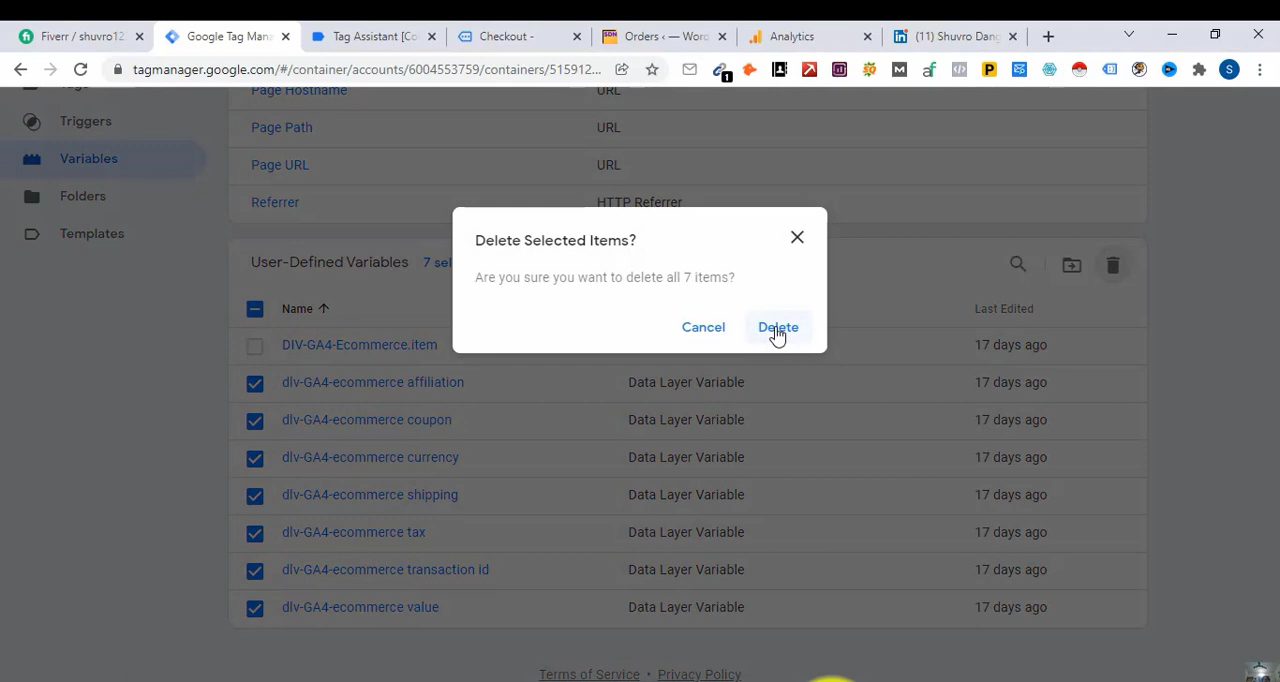 Fiverr / shuvro12
Google Tag Mana
Tag Assistant [Co
Checkout -
Orders ‹ — Word
Analytics
(11) Shuvro Dang
tagmanager.google.com/#/container/accounts/6004553759/containers/515912...
1
S
Triggers
Variables
Folders
Templates
Page Hostname URL
Page Path URL
Page URL URL
Referrer HTTP Referrer
Delete Selected Items?
Are you sure you want to delete all 7 items?
Cancel Delete
User-Defined Variables 7 sel
Name Last Edited
DIV-GA4-Ecommerce.item 17 days ago
dlv-GA4-ecommerce affiliation Data Layer Variable 17 days ago
dlv-GA4-ecommerce coupon Data Layer Variable 17 days ago
dlv-GA4-ecommerce currency Data Layer Variable 17 days ago
dlv-GA4-ecommerce shipping Data Layer Variable 17 days ago
dlv-GA4-ecommerce tax Data Layer Variable 17 days ago
dlv-GA4-ecommerce transaction id Data Layer Variable 17 days ago
dlv-GA4-ecommerce value Data Layer Variable 17 days ago
Terms of Service • Privacy Policy